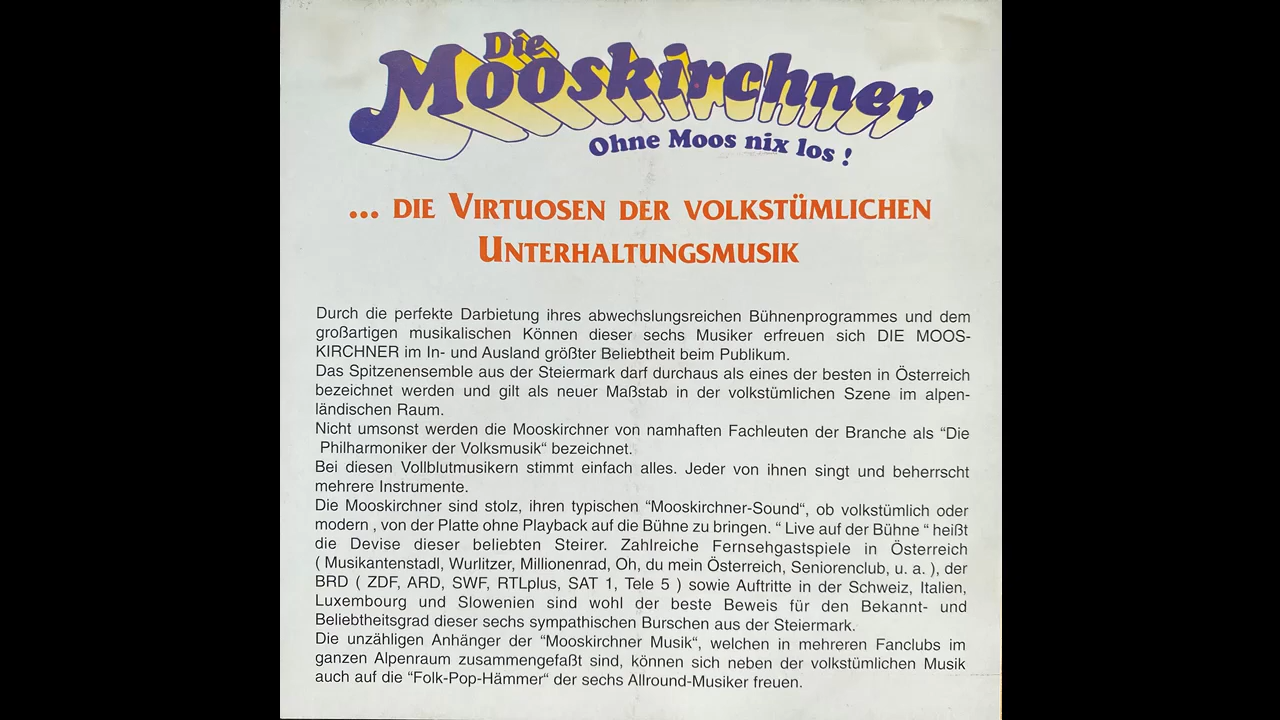 Die
Mooskirchner
Ohne Moos nix los !
... DIE VIRTUOSEN DER VOLKSTÜMLICHEN
UNTERHALTUNGSMUSIK
Durch die perfekte Darbietung ihres abwechslungsreichen Bühnenprogrammes und dem
großartigen musikalischen Können dieser sechs Musiker erfreuen sich DIE MOOS-
KIRCHNER im In- und Ausland größter Beliebtheit beim Publikum.
Das Spitzenensemble aus der Steiermark darf durchaus als eines der besten in Österreich
bezeichnet werden und gilt als neuer Maßstab in der volkstümlichen Szene im alpen-
ländischen Raum.
Nicht umsonst werden die Mooskirchner von namhaften Fachleuten der Branche als “Die
Philharmoniker der Volksmusik“ bezeichnet.
Bei diesen Vollblutmusikern stimmt einfach alles. Jeder von ihnen singt und beherrscht
mehrere Instrumente.
Die Mooskirchner sind stolz, ihren typischen “Mooskirchner-Sound“, ob volkstümlich oder
modern , von der Platte ohne Playback auf die Bühne zu bringen. “ Live auf der Bühne “ heißt
die Devise dieser beliebten Steirer. Zahlreiche Fernsehgastspiele in Österreich
( Musikantenstadl, Wurlitzer, Millionenrad, Oh, du mein Österreich, Seniorenclub, u. a. ), der
BRD ( ZDF, ARD, SWF, RTLplus, SAT 1, Tele 5 ) sowie Auftritte in der Schweiz, Italien,
Luxembourg und Slowenien sind wohl der beste Beweis für den Bekannt- und
Beliebtheitsgrad dieser sechs sympathischen Burschen aus der Steiermark.
Die unzähligen Anhänger der “Mooskirchner Musik“, welchen in mehreren Fanclubs im
ganzen Alpenraum zusammengefaßt sind, können sich neben der volkstümlichen Musik
auch auf die “Folk-Pop-Hämmer“ der sechs Allround-Musiker freuen.